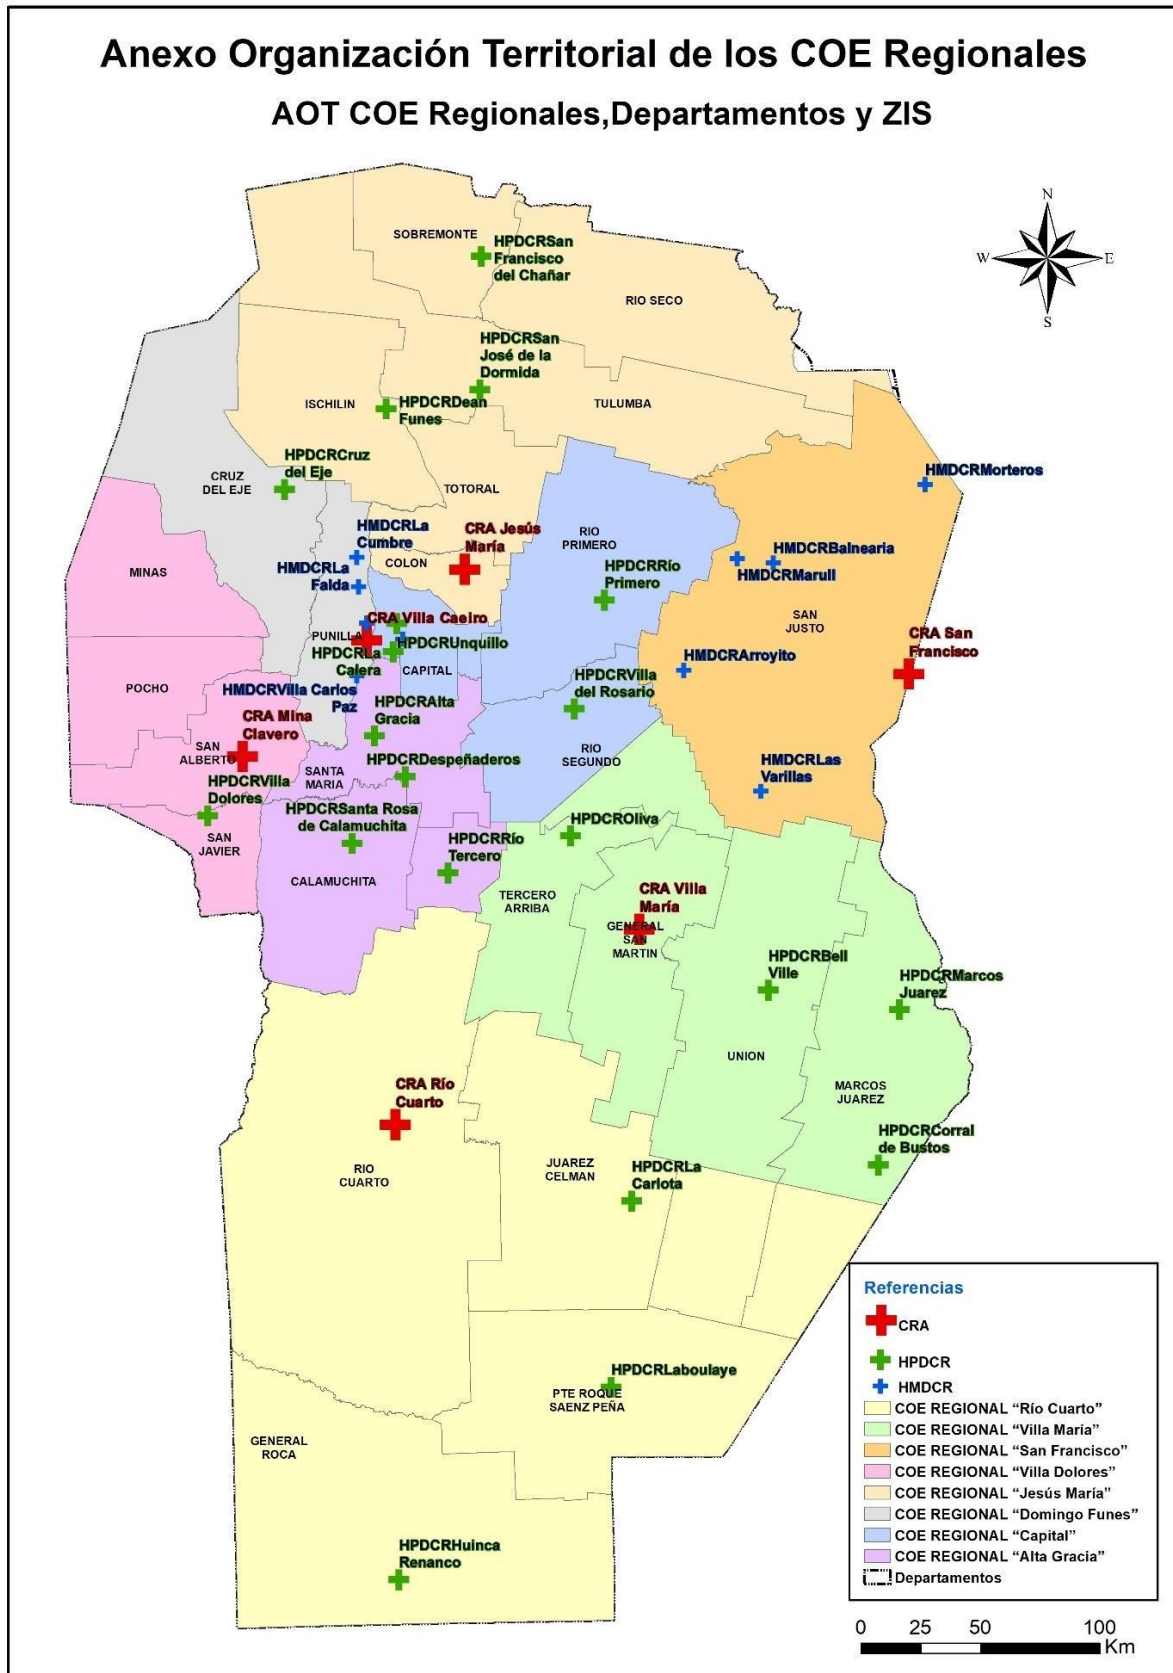 Anexo Organización Territorial de los COE Regionales
AOT COE Regionales,Departamentos y ZIS
N
W
E
S
SOBREMONTE
HPDCRSan
Francisco
del Chañar
RIO SECO
HPDCRSan
José de la
Dormida
ISCHILIN
HPDCRDean
Funes
TULUMBA
HPDCRCruz
del Eje
CRUZ
DEL EJE
TOTORAL
HMDCRMorteros
HMDCRLa
Cumbre
CRA Jesús
María
RIO
PRIMERO
HMDCRBalnearia
HMDCRMarull
MINAS
COLON
HMDCRLa
Falda
HPDCRRío
Primero
CRA Villa Caeiro
SAN
JUSTO
PUNILLA
HPDCRUnquillo
CRA San
Francisco
HPDCRLa
Calera
CAPITAL
HMDCRArroyito
POCHO
HMDCRVilla Carlos
Paz
HPDCRVilla
del Rosario
HPDCRAlta
Gracia
CRA Mina
Clavero
SAN
ALBERTO
RIO
SEGUNDO
HPDCRDespeñaderos
SANTA
MARIA
HMDCRLas
Varillas
HPDCRVilla
Dolores
HPDCRSanta Rosa
de Calamuchita
HPDCROliva
SAN
JAVIER
HPDCRRío
Tercero
CALAMUCHITA
TERCERO
ARRIBA
CRA Villa
María
GENERAL
SAN
MARTIN
HPDCRBell
Ville
HPDCRMarcos
Juarez
UNION
MARCOS
JUAREZ
CRA Río
Cuarto
HPDCRCorral
de Bustos
RIO
CUARTO
JUAREZ
CELMAN
HPDCRLa
Carlota
HPDCRLaboulaye
PTE ROQUE
SAENZ PEÑA
GENERAL
ROCA
HPDCRHuinca
Renanco
Referencias
CRA
HPDCR
HMDCR
COE REGIONAL “Río Cuarto”
COE REGIONAL “Villa María”
COE REGIONAL “San Francisco”
COE REGIONAL “Villa Dolores”
COE REGIONAL “Jesús María”
COE REGIONAL “Domingo Funes”
COE REGIONAL “Capital”
COE REGIONAL “Alta Gracia”
Departamentos
0 25 50 100
Km